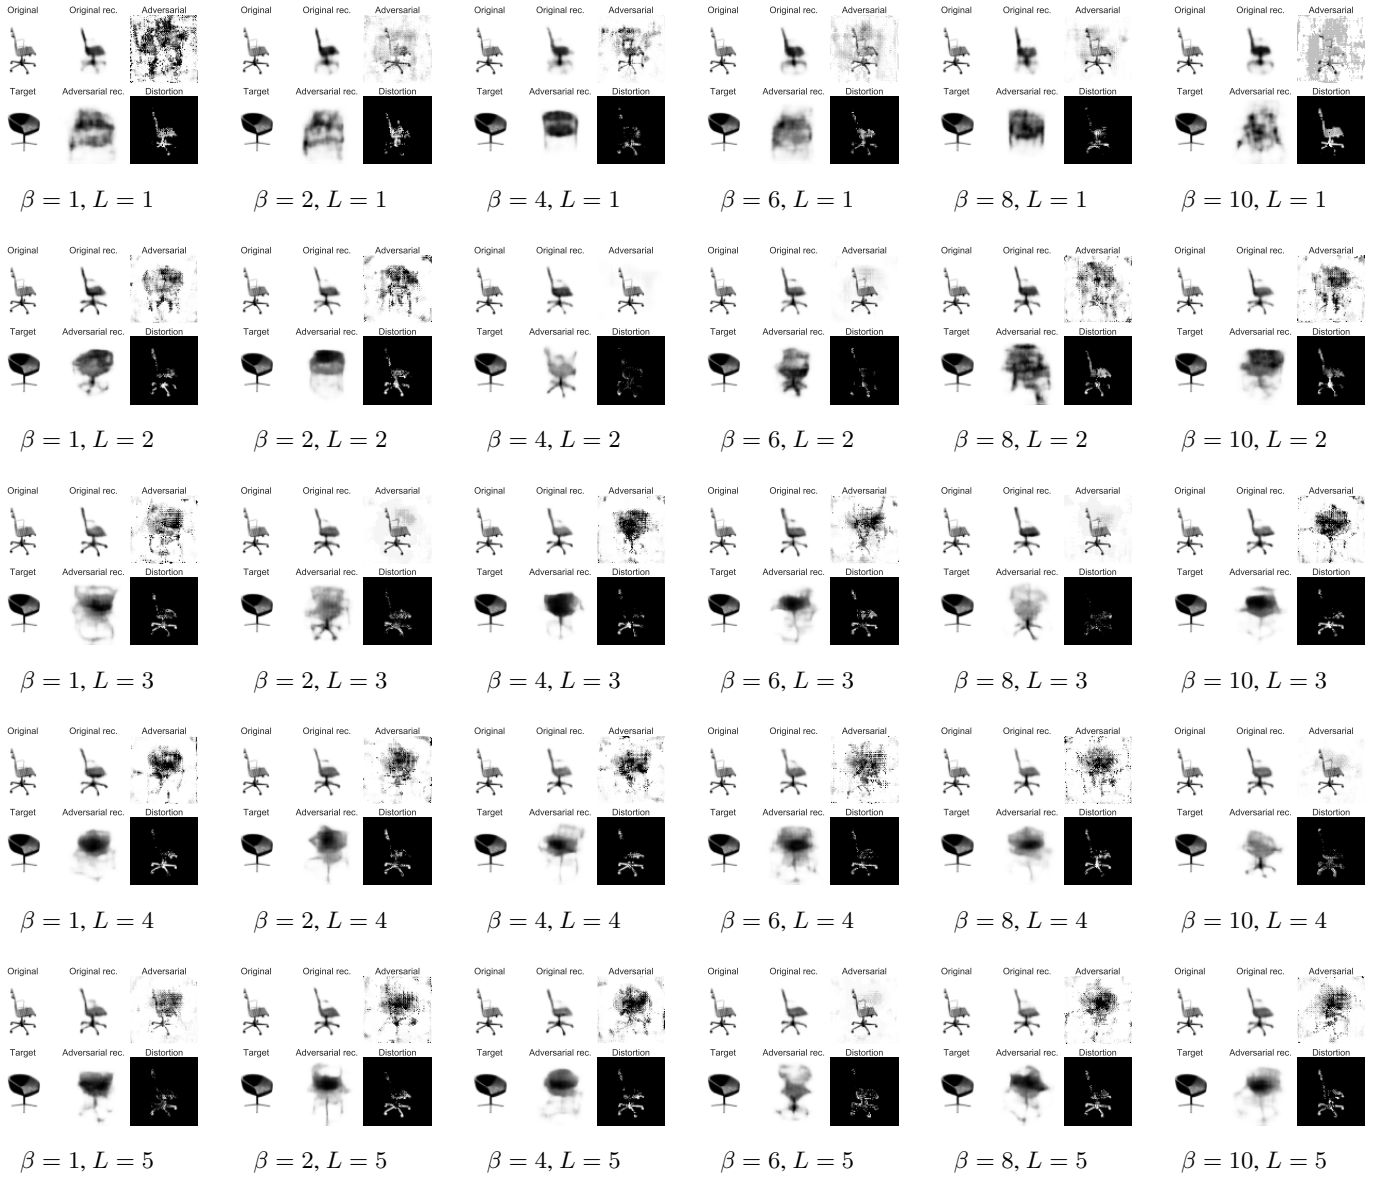 Original Original rec. Adversarial Original Original rec. Adversarial Original Original rec. Adversarial Original Original rec. Adversarial Original Original rec. Adversarial Original Original rec. Adversarial
Target Adversarial rec. Distortion Target Adversarial rec. Distortion Target Adversarial rec. Distortion Target Adversarial rec. Distortion Target Adversarial rec. Distortion Target Adversarial rec. Distortion
β = 1, L = 1 β = 2, L = 1 β = 4, L = 1 β = 6, L = 1 β = 8, L = 1 β = 10, L = 1
Original Original rec. Adversarial Original Original rec. Adversarial Original Original rec. Adversarial Original Original rec. Adversarial Original Original rec. Adversarial Original Original rec. Adversarial
Target Adversarial rec. Distortion Target Adversarial rec. Distortion Target Adversarial rec. Distortion Target Adversarial rec. Distortion Target Adversarial rec. Distortion Target Adversarial rec. Distortion
β = 1, L = 2 β = 2, L = 2 β = 4, L = 2 β = 6, L = 2 β = 8, L = 2 β = 10, L = 2
Original Original rec. Adversarial Original Original rec. Adversarial Original Original rec. Adversarial Original Original rec. Adversarial Original Original rec. Adversarial Original Original rec. Adversarial
Target Adversarial rec. Distortion Target Adversarial rec. Distortion Target Adversarial rec. Distortion Target Adversarial rec. Distortion Target Adversarial rec. Distortion Target Adversarial rec. Distortion
β = 1, L = 3 β = 2, L = 3 β = 4, L = 3 β = 6, L = 3 β = 8, L = 3 β = 10, L = 3
Original Original rec. Adversarial Original Original rec. Adversarial Original Original rec. Adversarial Original Original rec. Adversarial Original Original rec. Adversarial Original Original rec. Adversarial
Target Adversarial rec. Distortion Target Adversarial rec. Distortion Target Adversarial rec. Distortion Target Adversarial rec. Distortion Target Adversarial rec. Distortion Target Adversarial rec. Distortion
β = 1, L = 4 β = 2, L = 4 β = 4, L = 4 β = 6, L = 4 β = 8, L = 4 β = 10, L = 4
Original Original rec. Adversarial Original Original rec. Adversarial Original Original rec. Adversarial Original Original rec. Adversarial Original Original rec. Adversarial Original Original rec. Adversarial
Target Adversarial rec. Distortion Target Adversarial rec. Distortion Target Adversarial rec. Distortion Target Adversarial rec. Distortion Target Adversarial rec. Distortion Target Adversarial rec. Distortion
β = 1, L = 5 β = 2, L = 5 β = 4, L = 5 β = 6, L = 5 β = 8, L = 5 β = 10, L = 5